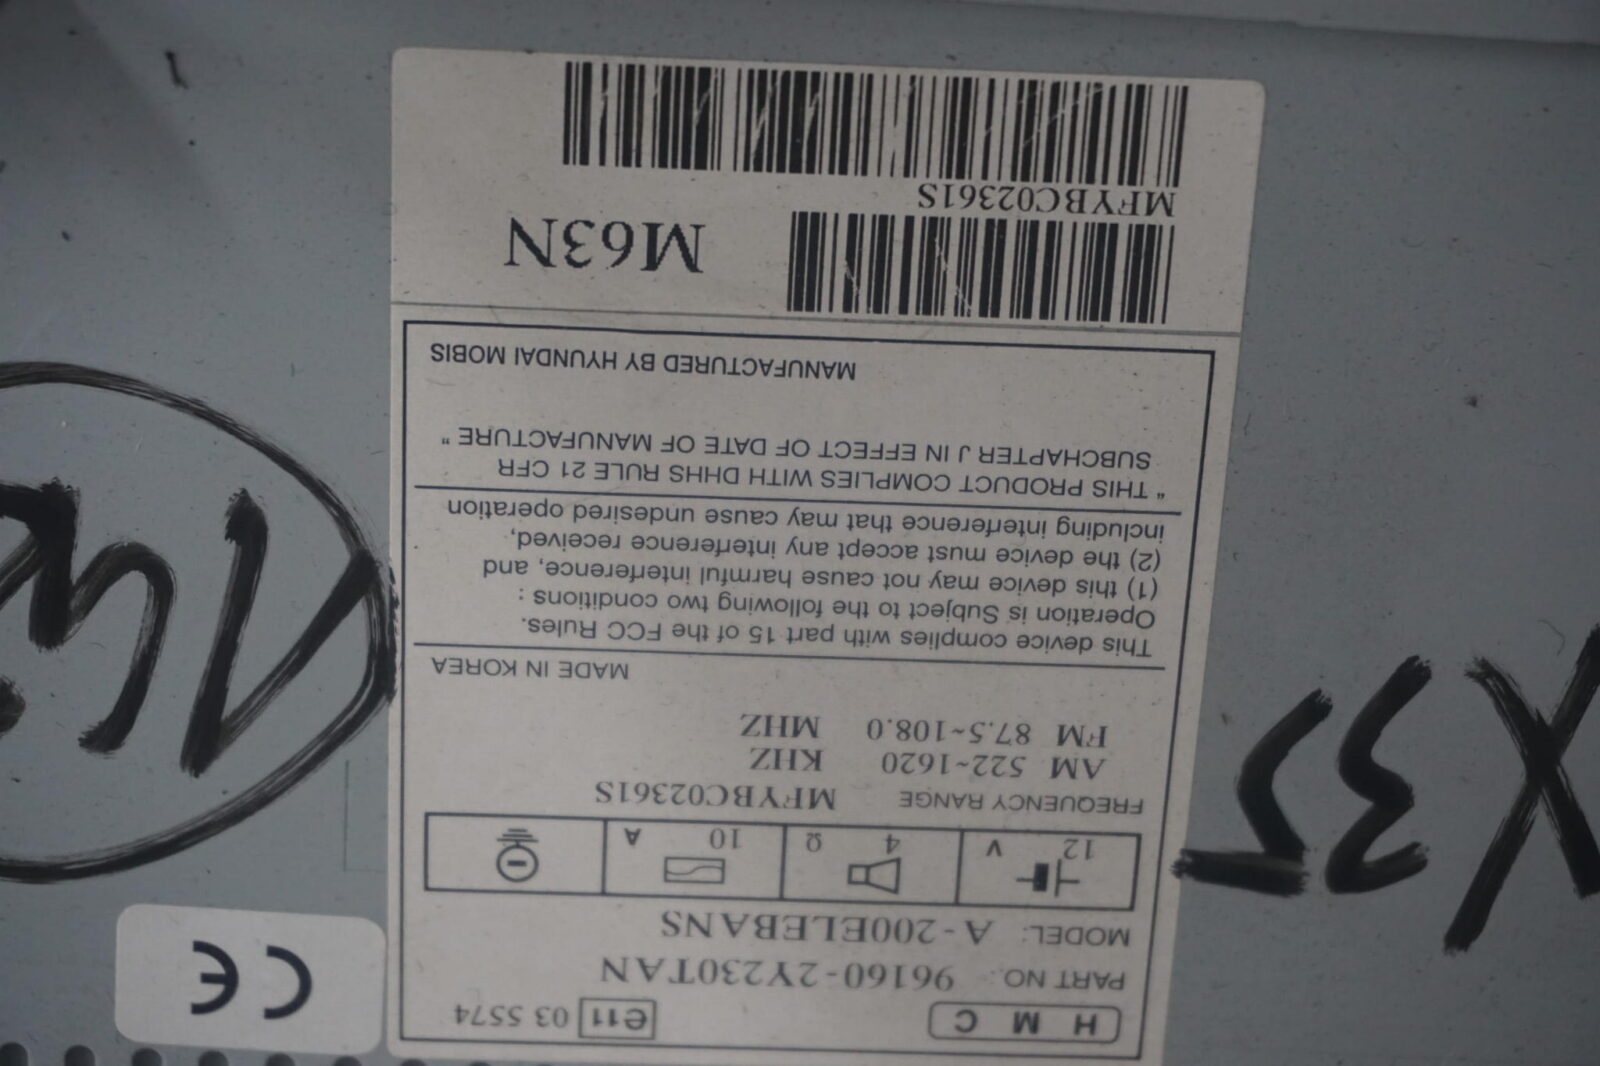 H M C
e11 03 5574
PART NO. 96160-2Y230TAN
MODEL: A-200ELEBANS
12 V
4 Ω
10 A
FREQUENCY RANGE MFYBC02361S
AM 522~1620 KHZ
FM 87.5~108.0 MHZ
MADE IN KOREA
This device complies with part 15 of the FCC Rules.
Operation is Subject to the following two conditions :
(1) this device may not cause harmful interference, and
(2) the device must accept any interference received,
including interference that may cause undesired operation
" THIS PRODUCT COMPLIES WITH DHHS RULE 21 CFR
SUBCHAPTER J IN EFFECT OF DATE OF MANUFACTURE "
MANUFACTURED BY HYUNDAI MOBIS
M63N
MFYBC02361S
CE
X35